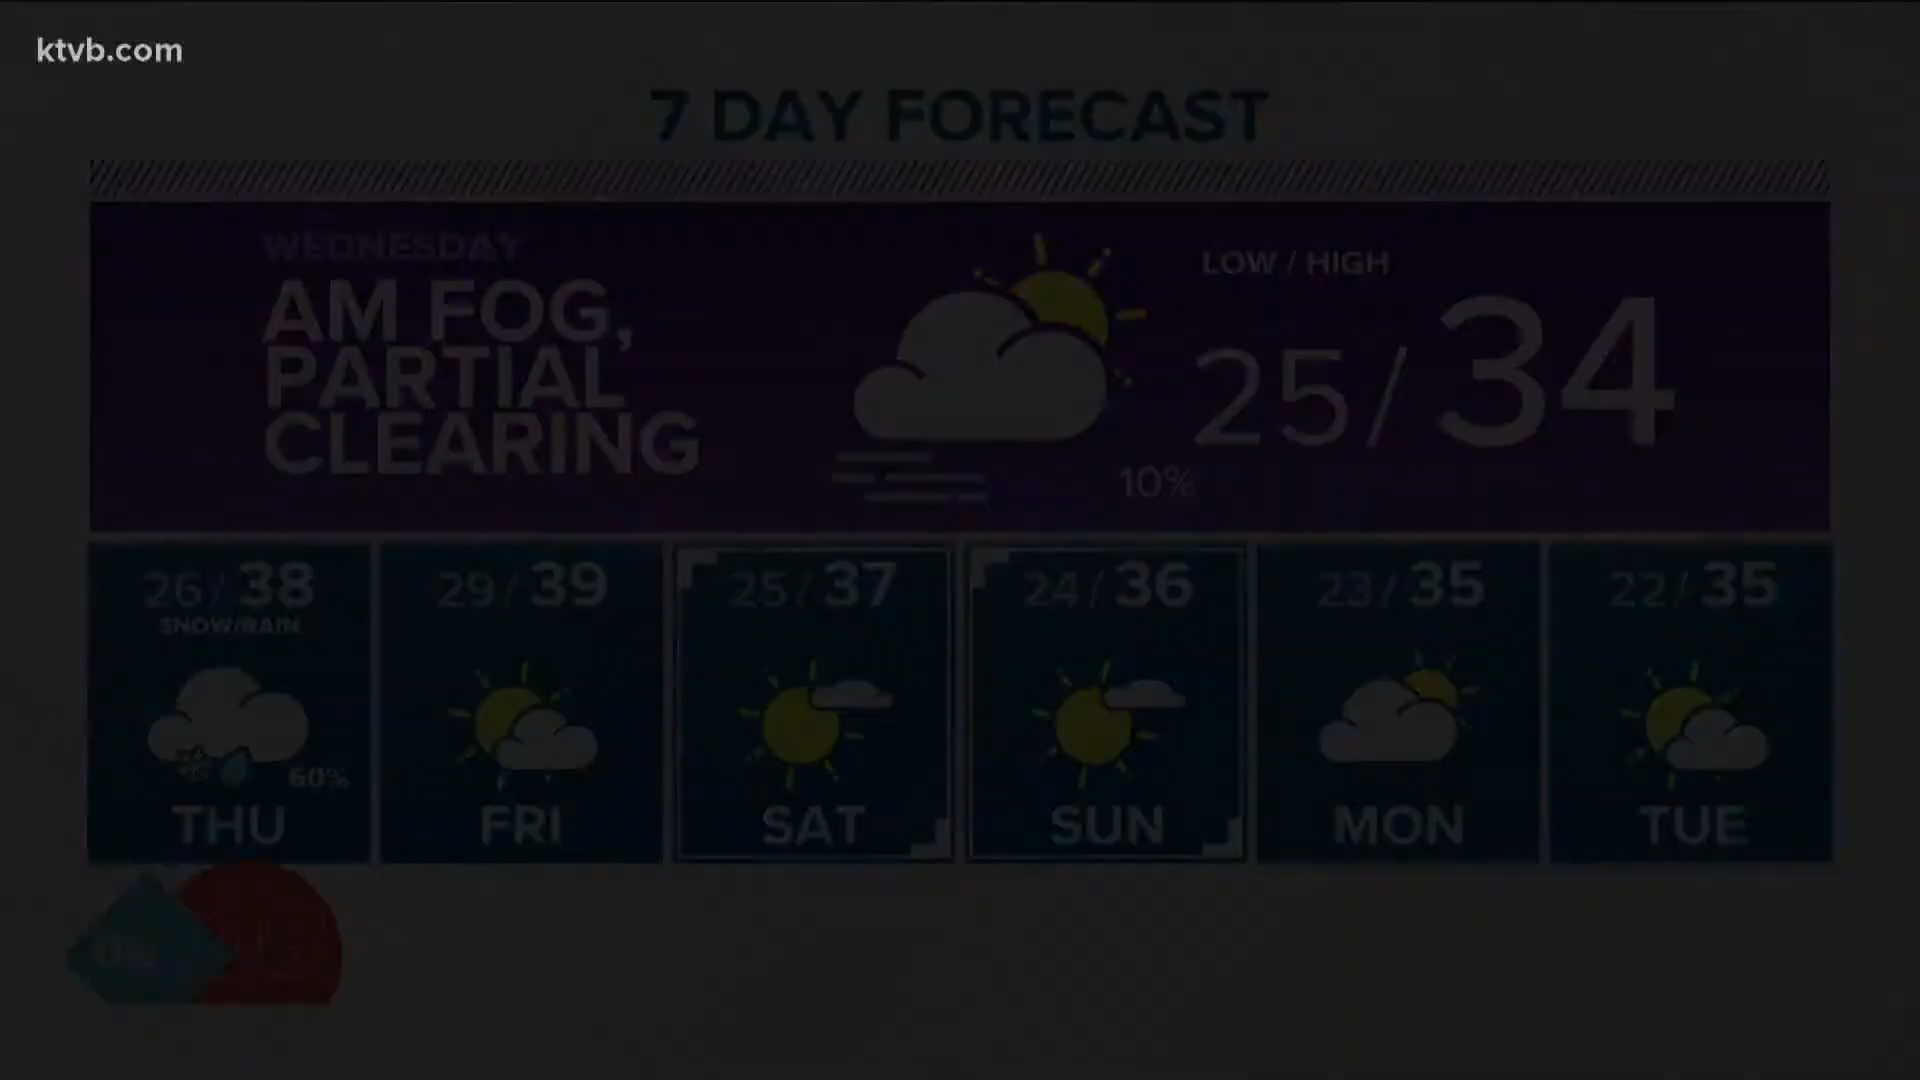 ktvb.com
7 DAY FORECAST
WEDNESDAY
AM FOG,
PARTIAL
CLEARING
LOW / HIGH
25/34
10%
26/38
SNOW/RAIN
60%
THU
29/39
FRI
25/37
SAT
24/36
SUN
23/35
MON
22/35
TUE